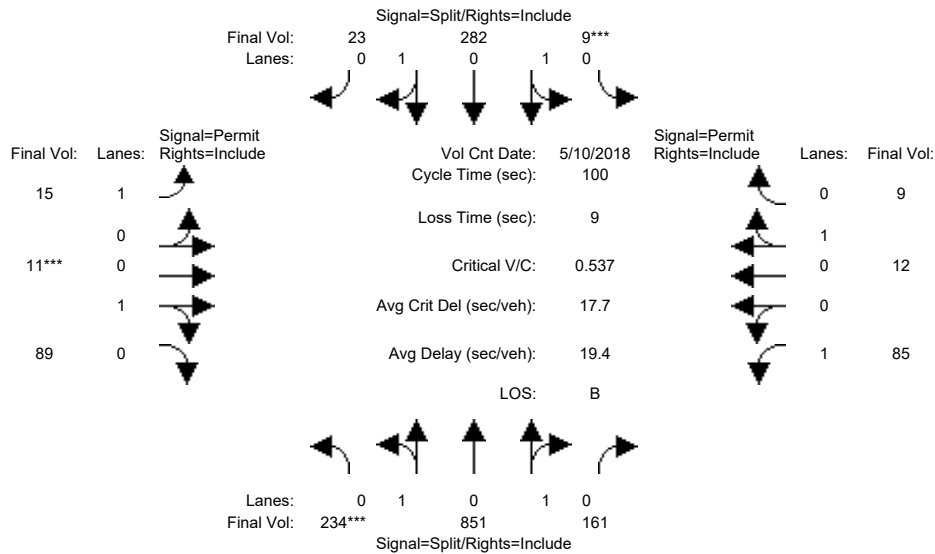 Signal=Split/Rights=Include
Final Vol: 23 282 9***
Lanes: 0 1 0 1 0
Signal=Permit Signal=Permit
Final Vol: Lanes: Rights=Include Vol Cnt Date: 5/10/2018 Rights=Include Lanes: Final Vol:
Cycle Time (sec): 100
15 1 0 9
Loss Time (sec): 9
0 1
11*** 0 Critical V/C: 0.537 0 12
1 Avg Crit Del (sec/veh): 17.7 0
89 0 Avg Delay (sec/veh): 19.4 1 85
LOS: B
Lanes: 0 1 0 1 0
Final Vol: 234*** 851 161
Signal=Split/Rights=Include